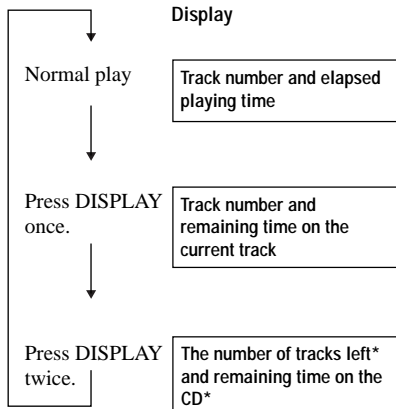 Display
Normal play
Track number and elapsed
playing time
Press DISPLAY
once.
Track number and
remaining time on the
current track
Press DISPLAY
twice.
The number of tracks left*
and remaining time on the
CD*